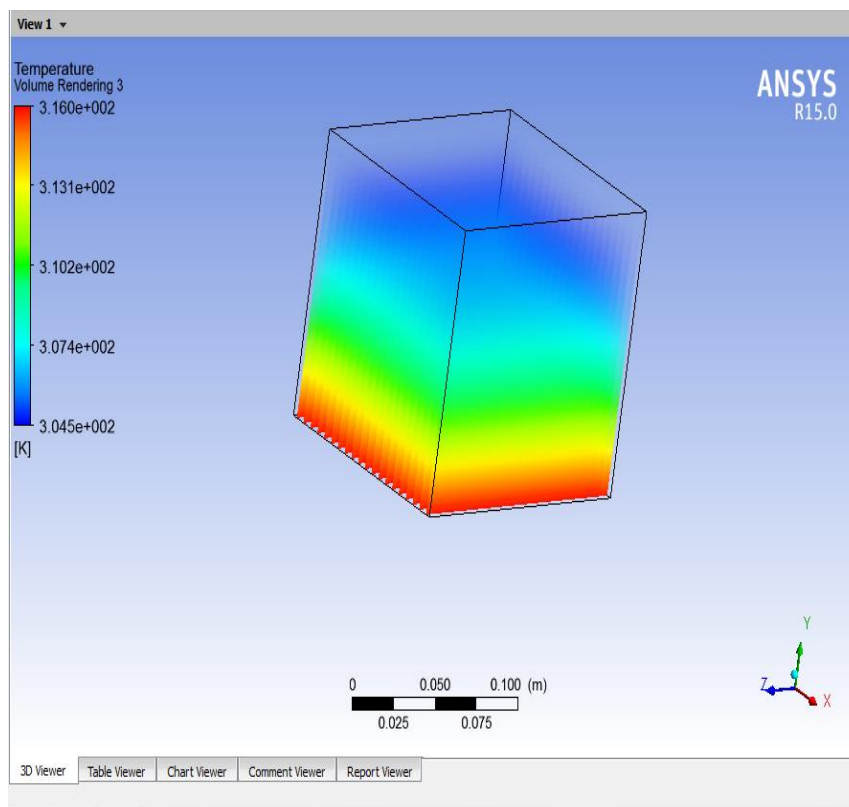 View 1
Temperature
Volume Rendering 3
ANSYS
R15.0
3.160e+002
3.131e+002
3.102e+002
3.074e+002
3.045e+002
[K]
Y
Z
X
0 0.050 0.100 (m)
0.025 0.075
3D Viewer Table Viewer Chart Viewer Comment Viewer Report Viewer